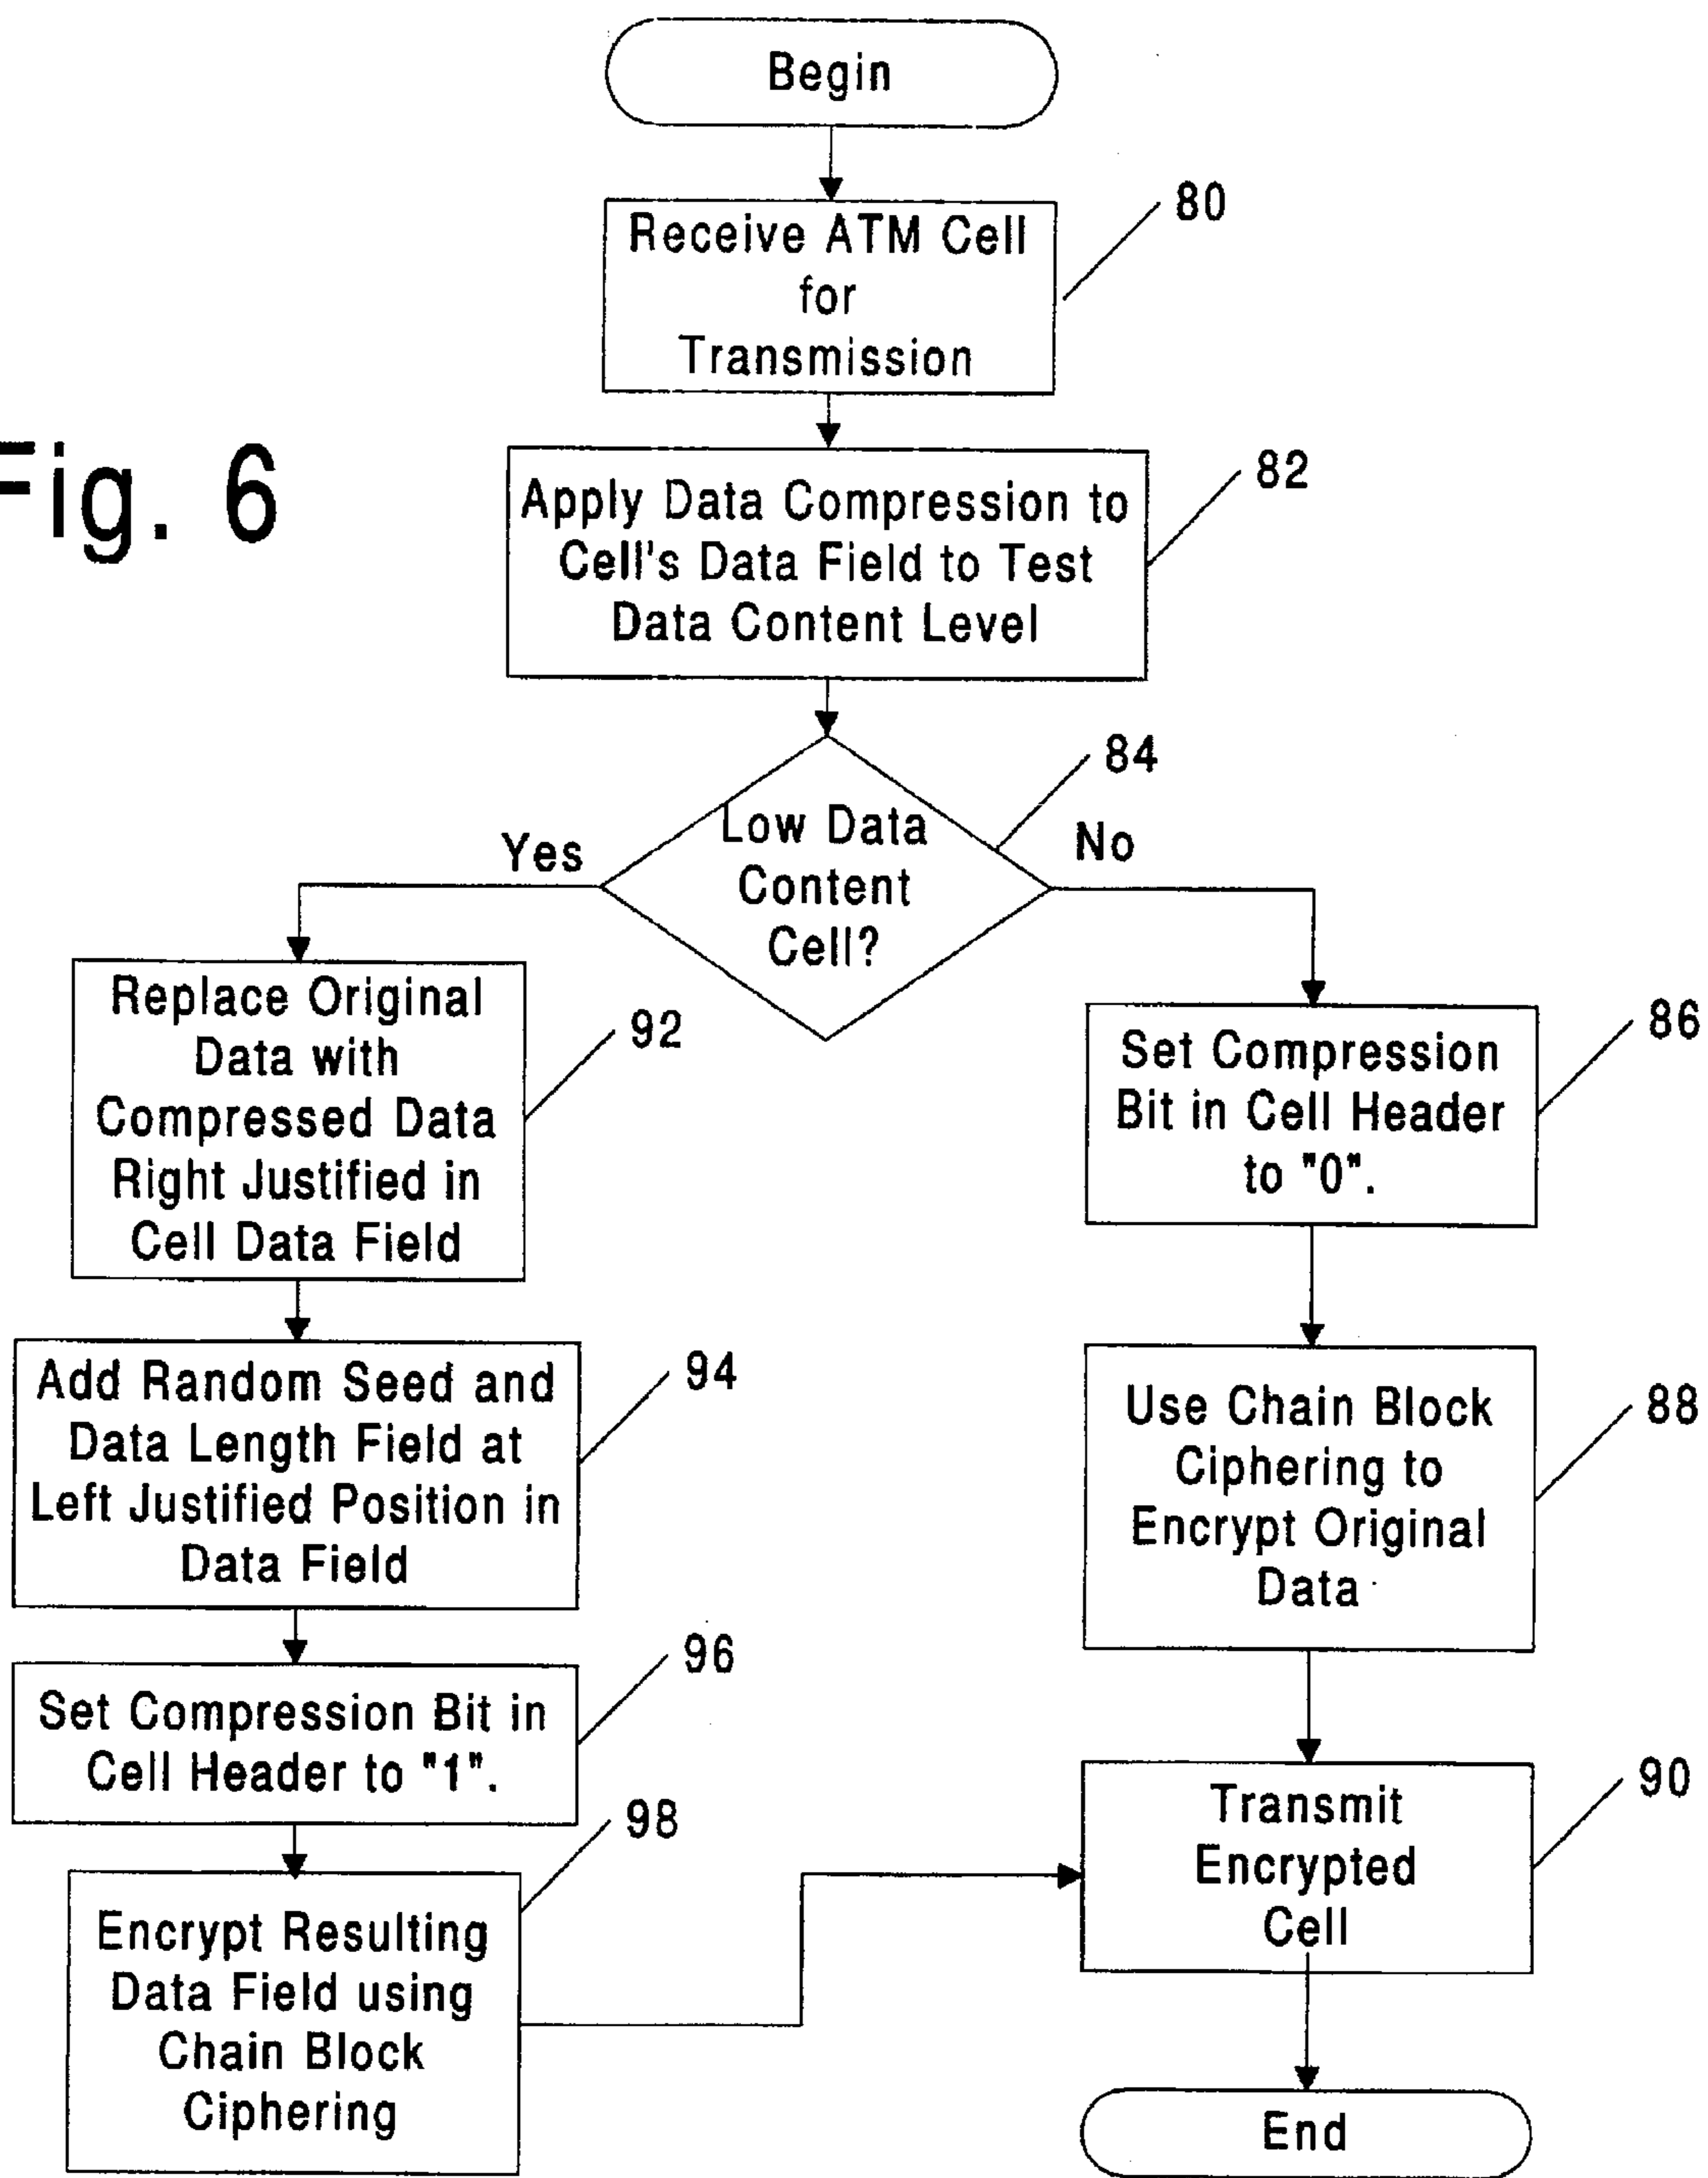 Begin
80
Receive ATM Cell
for
Transmission
Fig. 6
82
Apply Data Compression to
Cell's Data Field to Test
Data Content Level
84
Low Data
Content
Cell?
Yes
No
Replace Original
Data with
Compressed Data
Right Justified in
Cell Data Field
92
86
Set Compression
Bit in Cell Header
to "0".
Add Random Seed and
Data Length Field at
Left Justified Position in
Data Field
94
88
Use Chain Block
Ciphering to
Encrypt Original
Data
96
Set Compression Bit in
Cell Header to "1".
98
Encrypt Resulting
Data Field using
Chain Block
Ciphering
90
Transmit
Encrypted
Cell
End